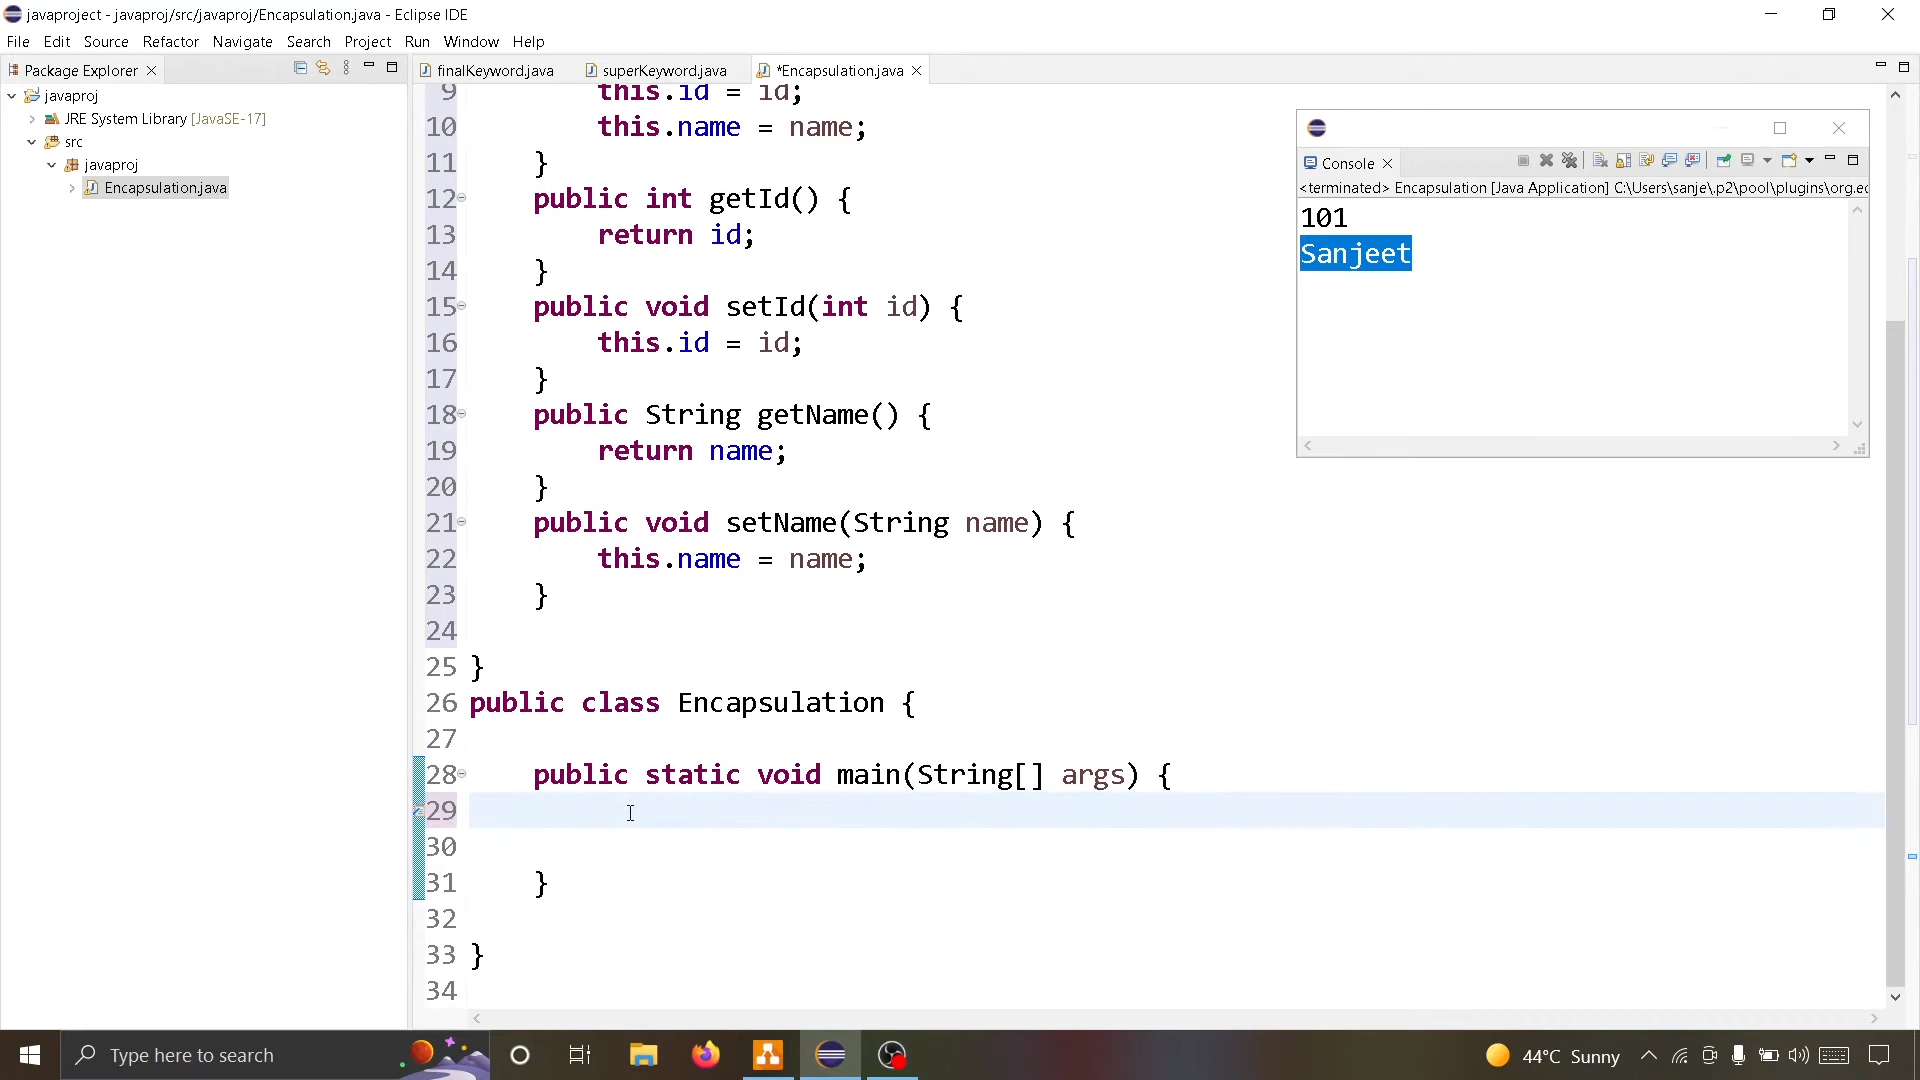 javaproject - javaproj/src/javaproj/Encapsulation.java - Eclipse IDE
File Edit Source Refactor Navigate Search Project Run Window Help
Package Explorer
javaproj
JRE System Library [JavaSE-17]
src
javaproj
Encapsulation.java
finalKeyword.java superKeyword.java *Encapsulation.java
9 this.id = id;
10 this.name = name;
11 }
12 public int getId() {
13 return id;
14 }
15 public void setId(int id) {
16 this.id = id;
17 }
18 public String getName() {
19 return name;
20 }
21 public void setName(String name) {
22 this.name = name;
23 }
24
25 }
26 public class Encapsulation {
27
28 public static void main(String[] args) {
29
30
31 }
32
33 }
34
Console
<terminated> Encapsulation [Java Application] C:\Users\sanje\.p2\pool\plugins\org.ec
101
Sanjeet
Type here to search
44°C Sunny